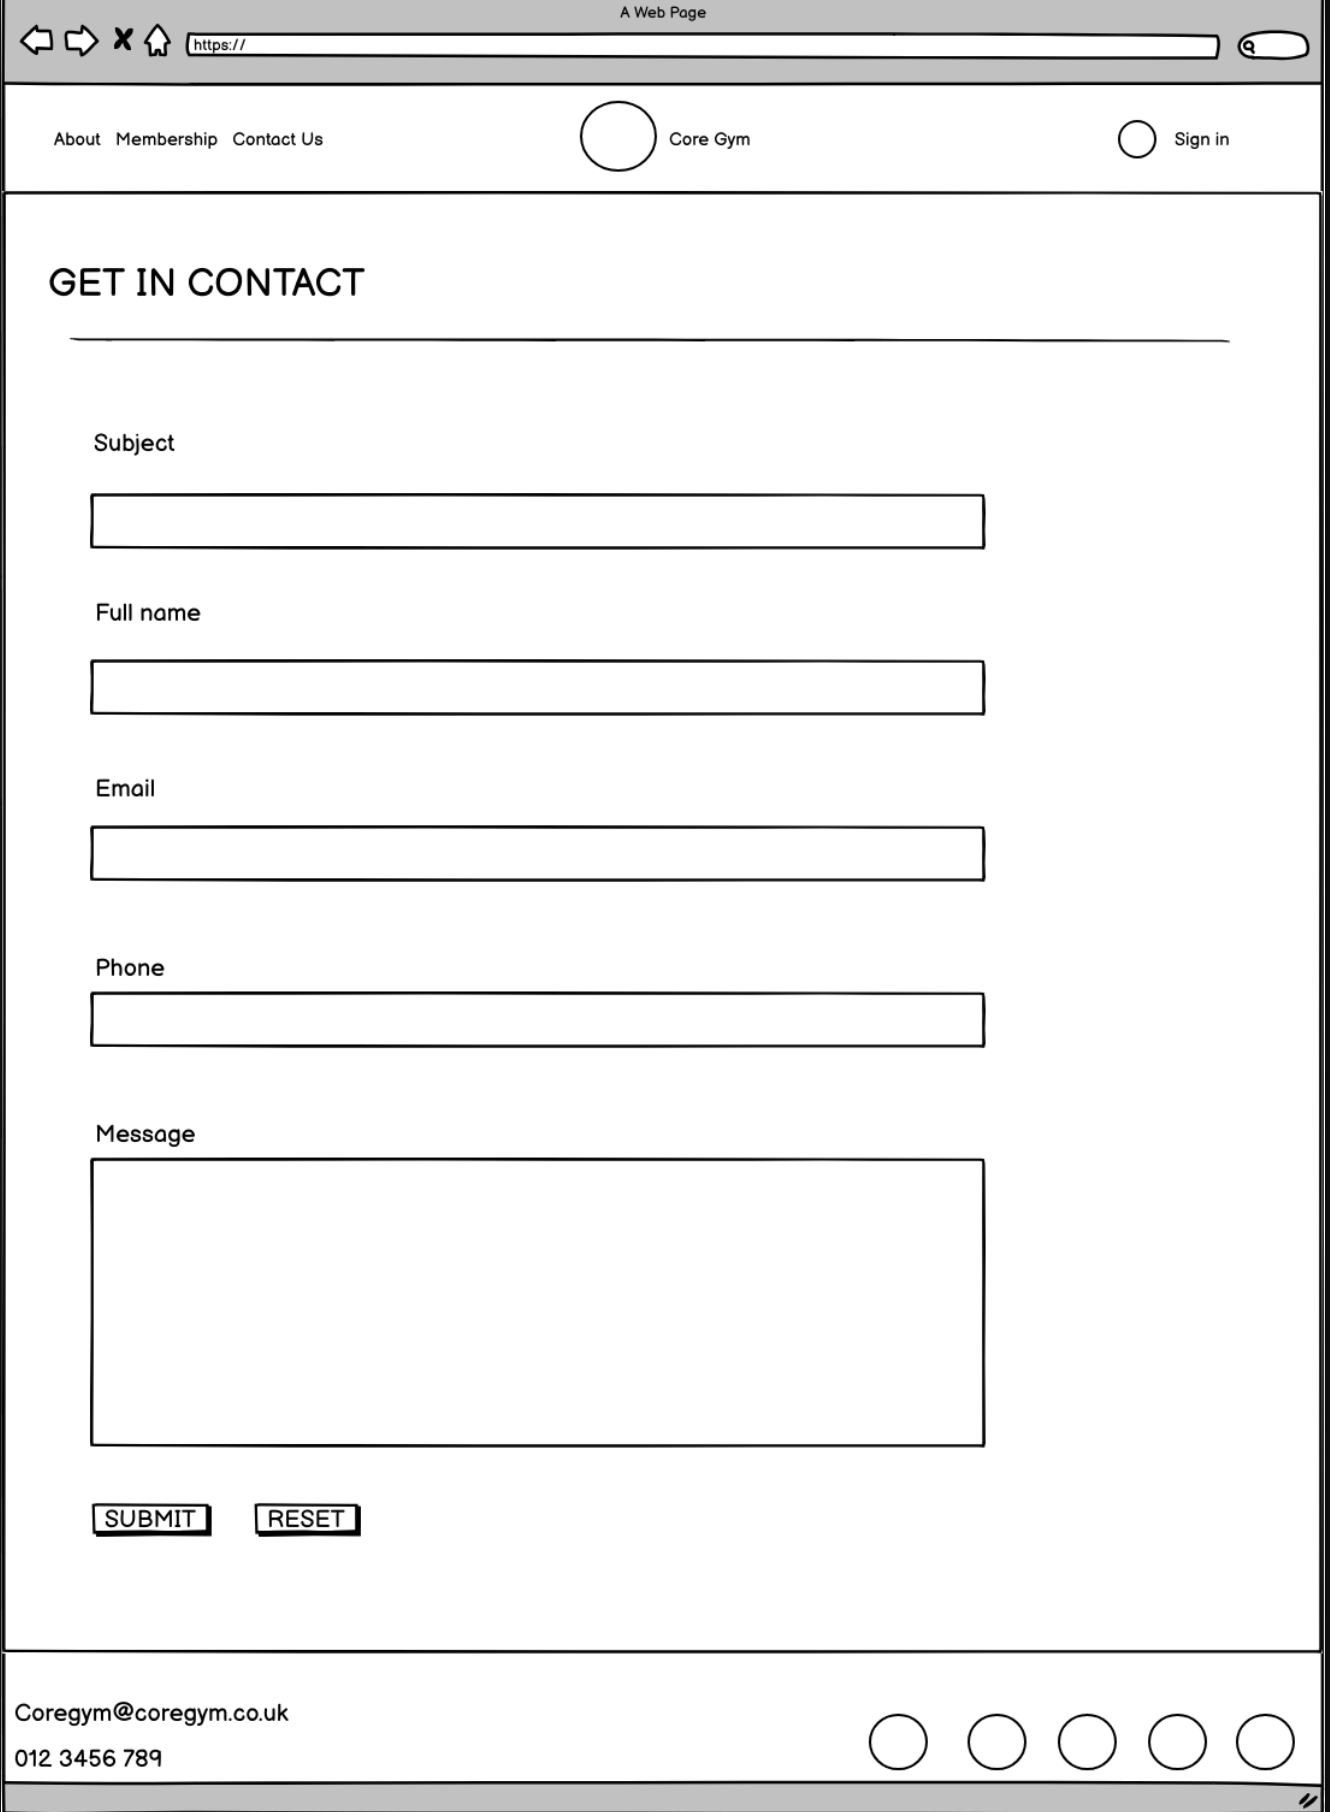 A Web Page
https://
About Membership Contact Us Core Gym Sign in
GET IN CONTACT
Subject
Full name
Email
Phone
Message
SUBMIT RESET
Coregym@coregym.co.uk
012 3456 789